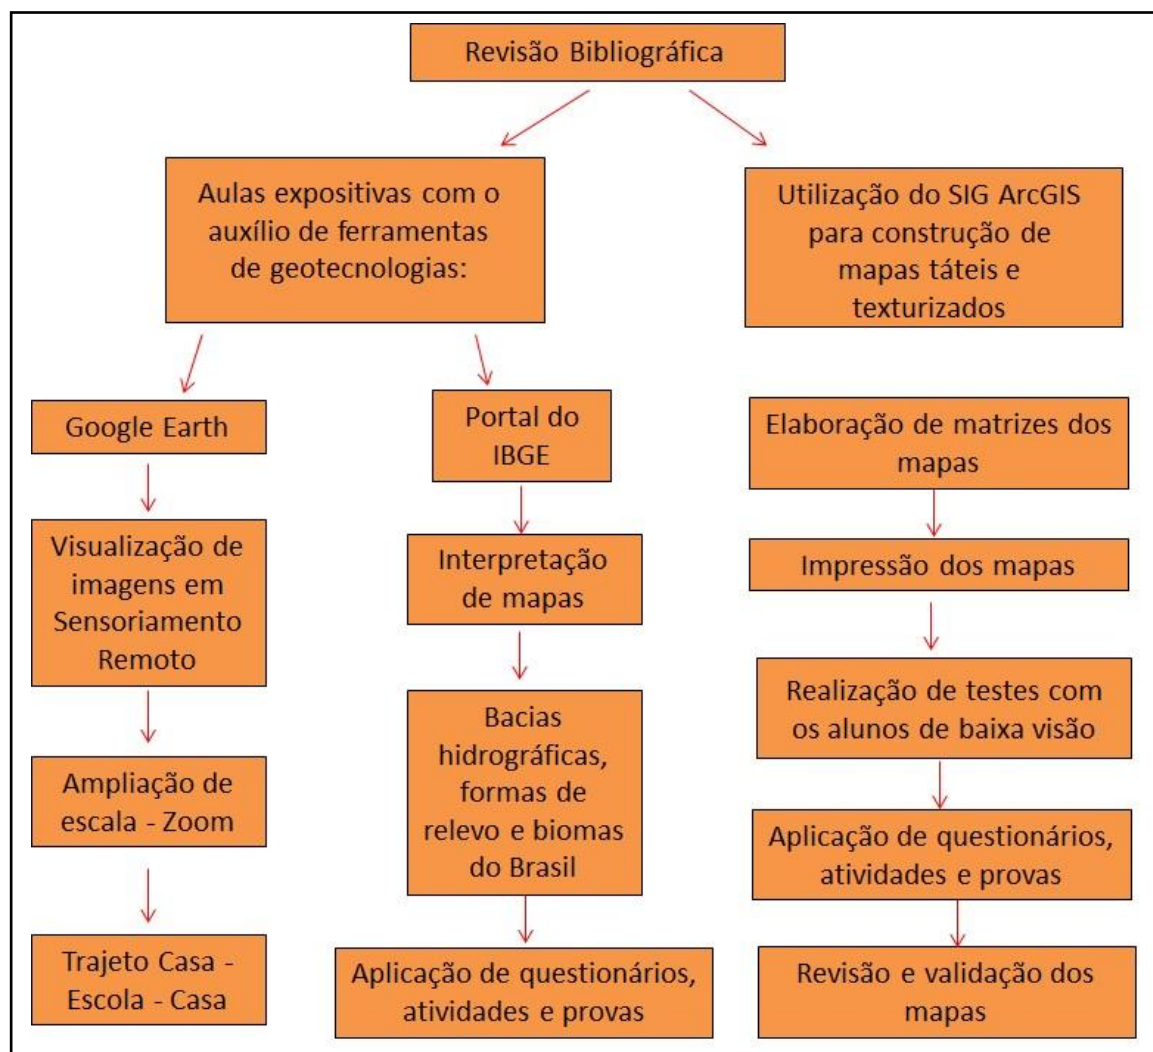 Revisão Bibliográfica
Aulas expositivas com o
auxílio de ferramentas
de geotecnologias:
Utilização do SIG ArcGIS
para construção de
mapas táteis e
texturizados
Google Earth
Visualização de
imagens em
Sensoriamento
Remoto
Ampliação de
escala - Zoom
Trajeto Casa -
Escola - Casa
Portal do
IBGE
Interpretação
de mapas
Bacias
hidrográficas,
formas de
relevo e biomas
do Brasil
Aplicação de questionários,
atividades e provas
Elaboração de matrizes dos
mapas
Impressão dos mapas
Realização de testes com
os alunos de baixa visão
Aplicação de questionários,
atividades e provas
Revisão e validação dos
mapas